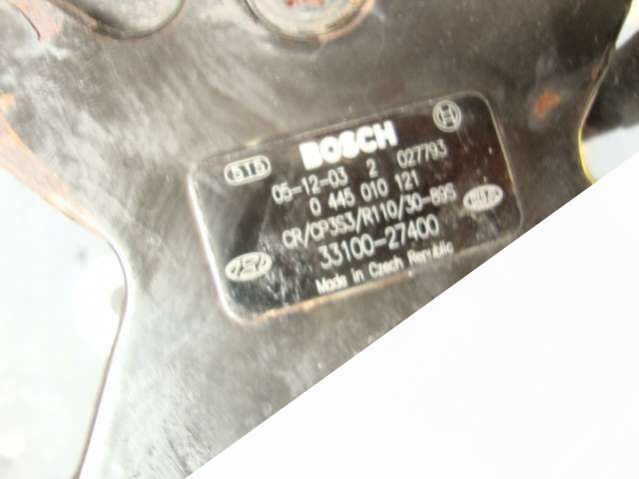 BOSCH
05-12-03 2 027793
0 445 010 121
CR/CP3S3/R110/30-89S
33100-27400
Made in Czech Republic